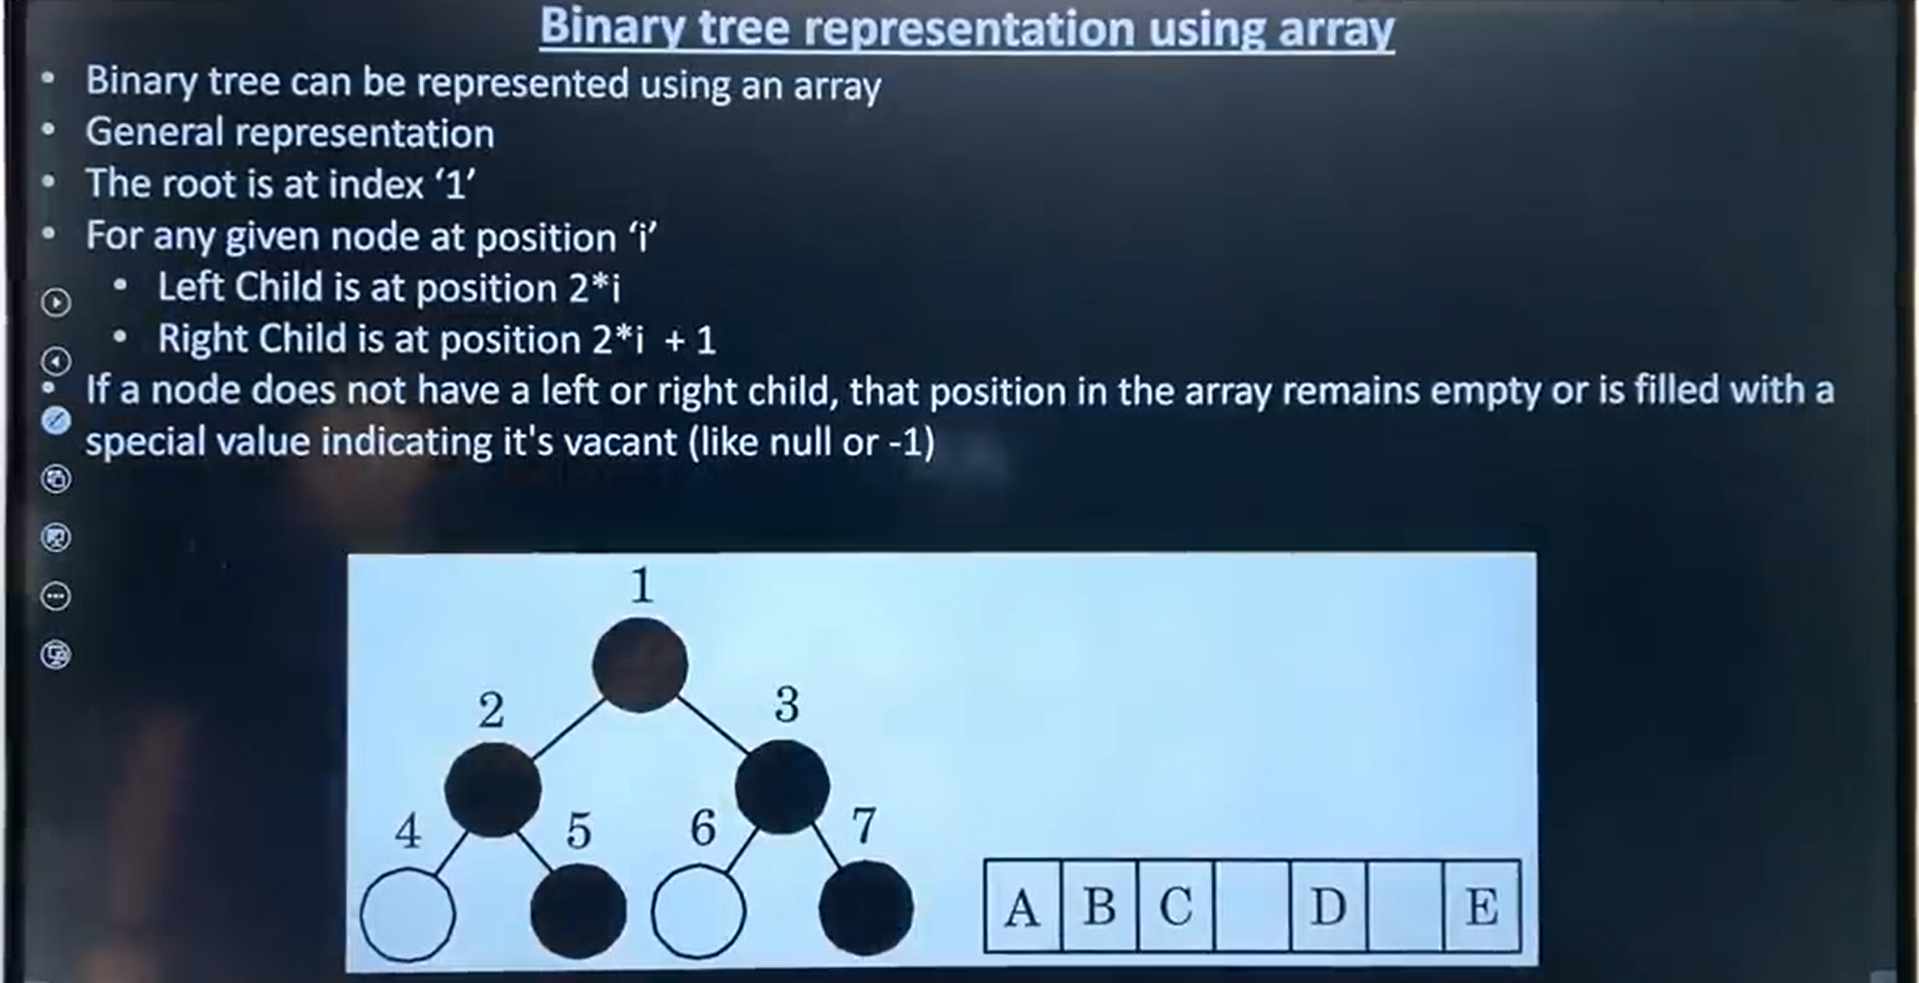 Binary tree representation using array
• Binary tree can be represented using an array
• General representation
• The root is at index ‘1’
• For any given node at position ‘i’
• Left Child is at position 2*i
• Right Child is at position 2*i + 1
• If a node does not have a left or right child, that position in the array remains empty or is filled with a
special value indicating it's vacant (like null or -1)
1
2 3
4 5 6 7
A B C D E